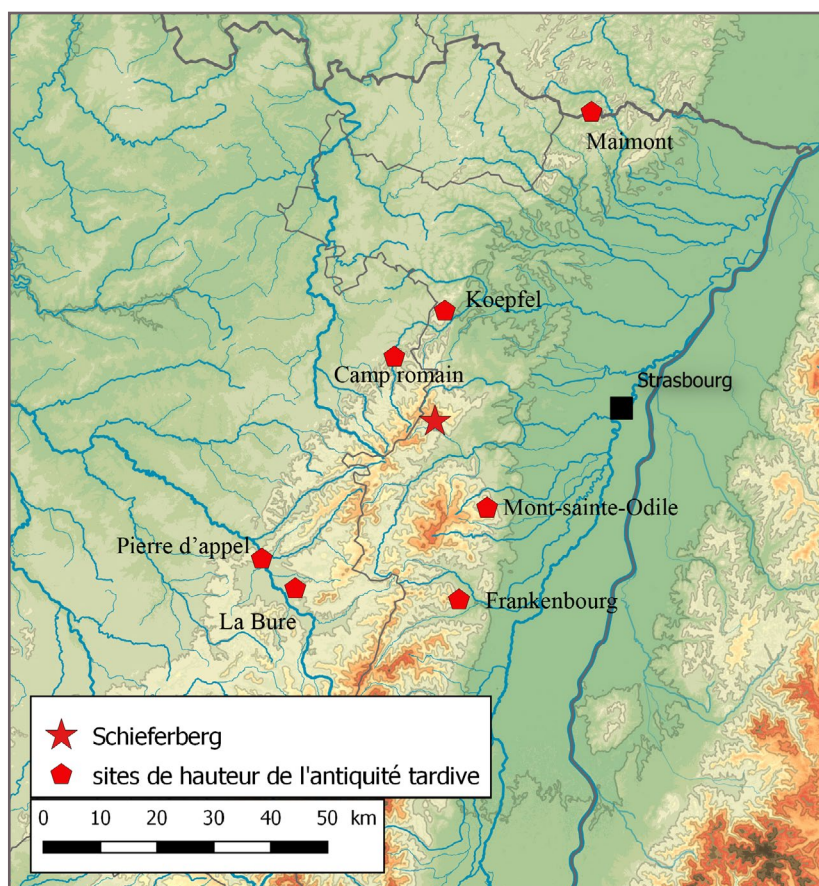 Maimont
Koepfel
Camp romain
Strasbourg
Mont-sainte-Odile
Pierre d'appel
La Bure
Frankenbourg
Schieferberg
sites de hauteur de l'antiquité tardive
0 10 20 30 40 50 km